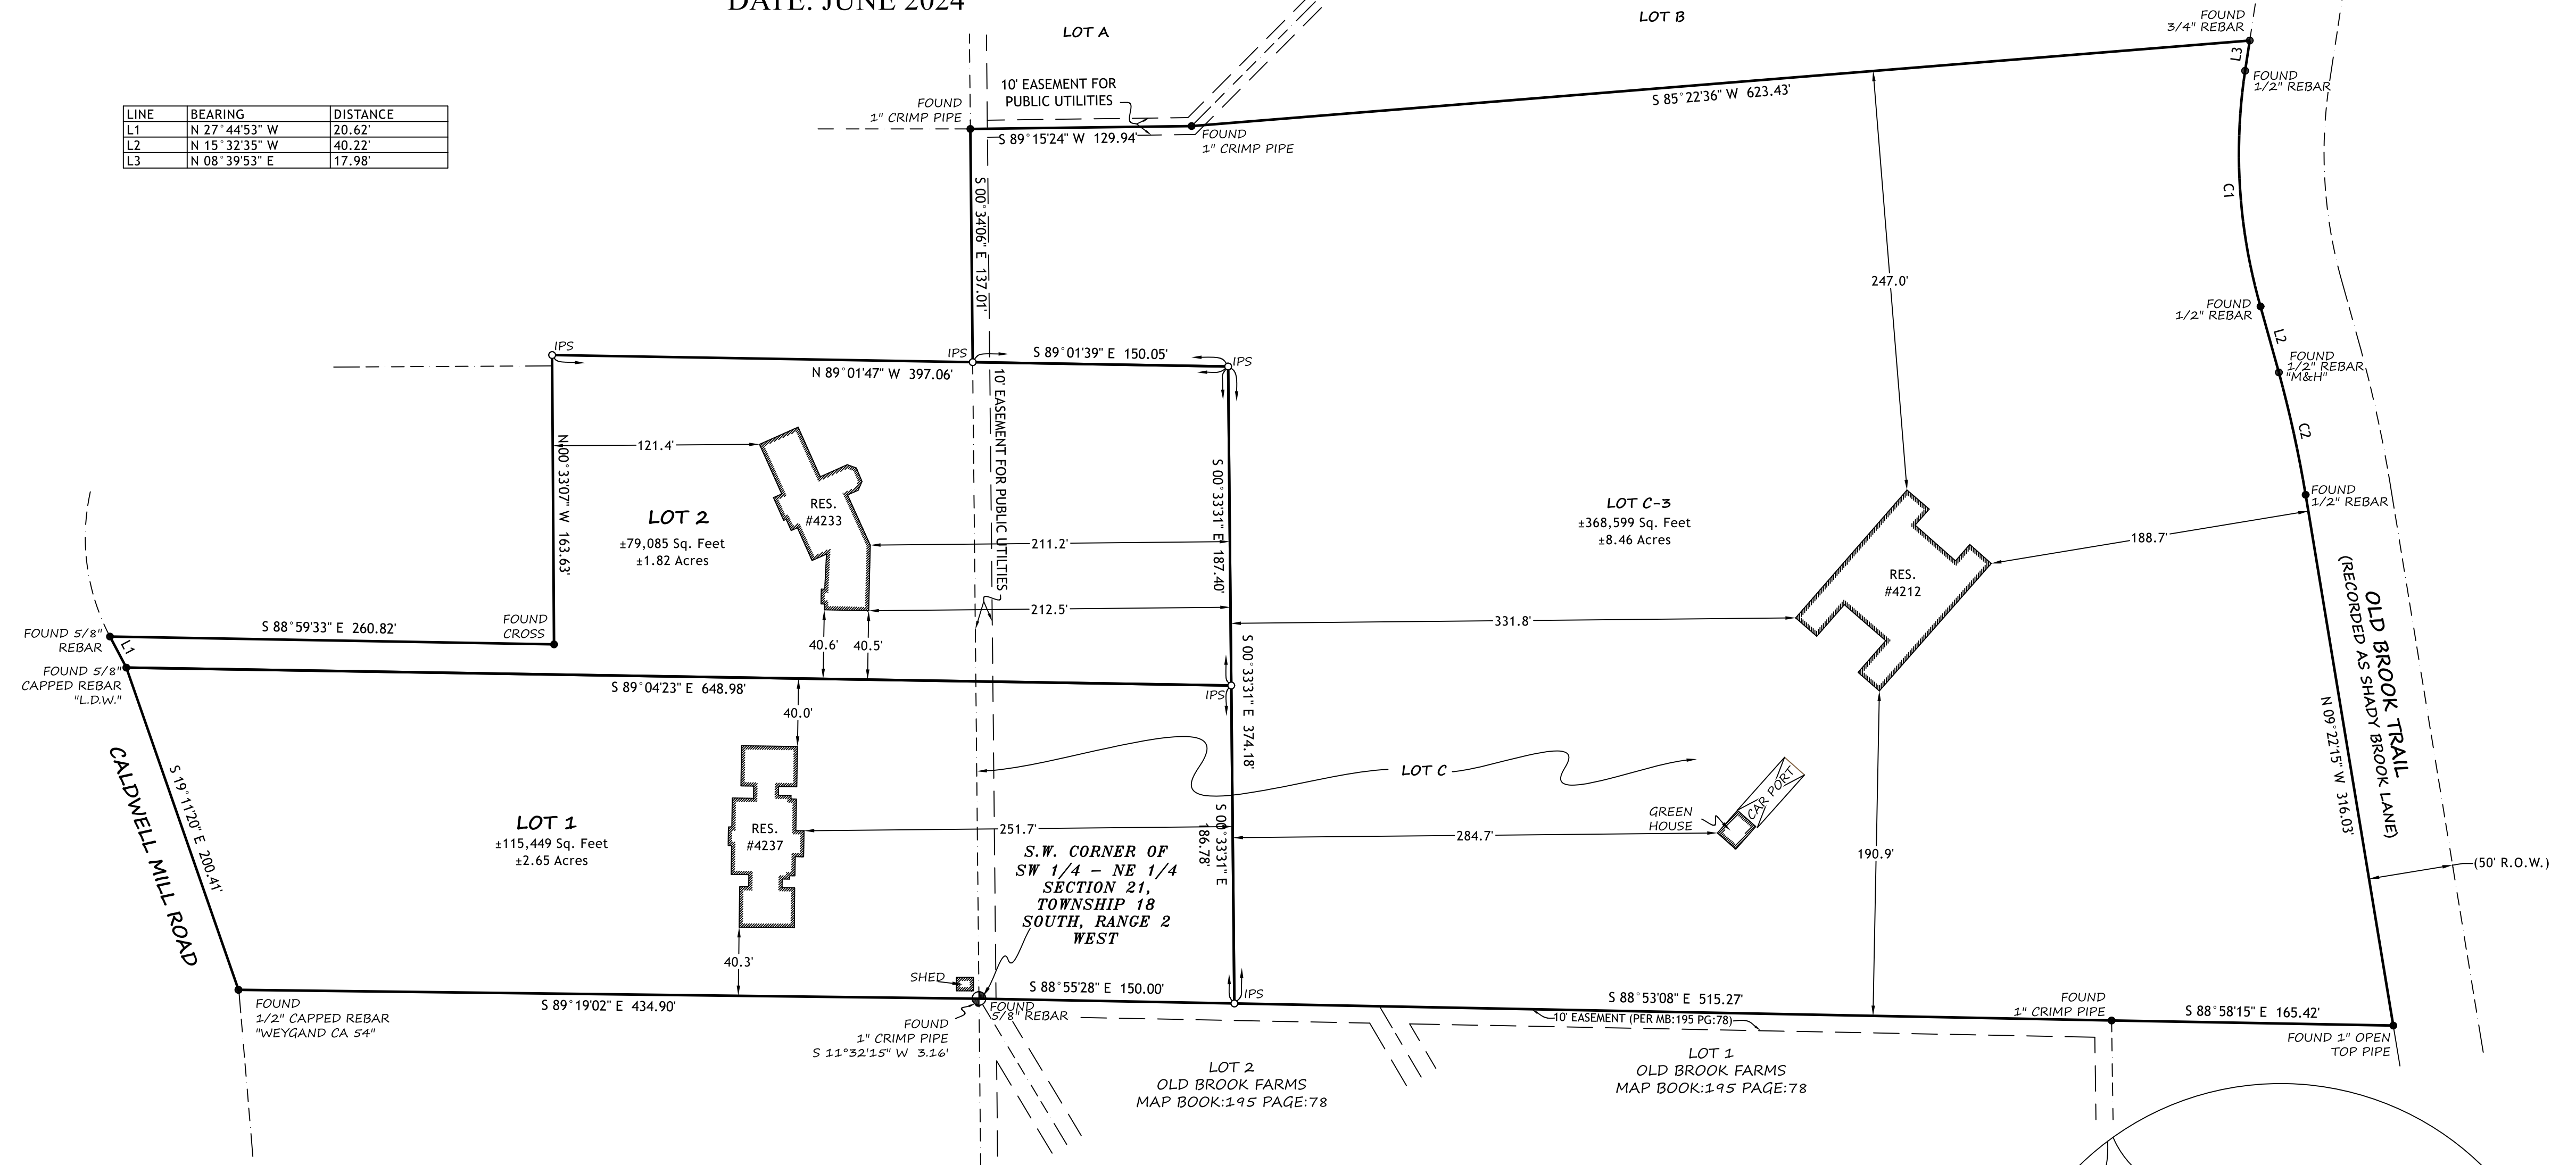 DATE: JUNE 2024
LOT A
LOT B
FOUND
3/4" REBAR
L3
FOUND
1/2" REBAR
LINE BEARING DISTANCE
L1 N 27°44'53" W 20.62'
L2 N 15°32'35" W 40.22'
L3 N 08°39'53" E 17.98'
10' EASEMENT FOR
PUBLIC UTILITIES
FOUND
1" CRIMP PIPE
S 89°15'24" W 129.94'
FOUND
1" CRIMP PIPE
S 85°22'36" W 623.43'
S 00°34'06" E 137.01'
C1
247.0'
FOUND
1/2" REBAR
L2
FOUND
1/2" REBAR
"M&H"
C2
FOUND
1/2" REBAR
IPS
IPS
S 89°01'39" E 150.05'
IPS
N 89°01'47" W 397.06'
10' EASEMENT FOR PUBLIC UTILTIES
N 00°33'07" W 163.63'
121.4'
RES.
#4233
LOT 2
±79,085 Sq. Feet
±1.82 Acres
211.2'
212.5'
40.6'
40.5'
S 00°33'31" E 187.40'
LOT C-3
±368,599 Sq. Feet
±8.46 Acres
RES.
#4212
188.7'
331.8'
FOUND
CROSS
S 88°59'33" E 260.82'
FOUND 5/8"
REBAR
L1
FOUND 5/8"
CAPPED REBAR
"L.D.W."
S 89°04'23" E 648.98'
IPS
S 00°33'31" E 374.18'
40.0'
CALDWELL MILL ROAD
S 19°11'20" E 200.41'
LOT 1
±115,449 Sq. Feet
±2.65 Acres
RES.
#4237
251.7'
S 00°33'31" E
186.78'
LOT C
GREEN
HOUSE
CAR PORT
284.7'
190.9'
OLD BROOK TRAIL
(RECORDED AS SHADY BROOK LANE)
N 09°22'15" W 316.03'
(50' R.O.W.)
S.W. CORNER OF
SW 1/4 - NE 1/4
SECTION 21,
TOWNSHIP 18
SOUTH, RANGE 2
WEST
40.3'
SHED
S 88°55'28" E 150.00'
IPS
FOUND
5/8" REBAR
S 89°19'02" E 434.90'
FOUND
1/2" CAPPED REBAR
"WEYGAND CA 54"
FOUND
1" CRIMP PIPE
S 11°32'15" W 3.16'
S 88°53'08" E 515.27'
10' EASEMENT (PER MB:195 PG:78)
FOUND
1" CRIMP PIPE
S 88°58'15" E 165.42'
FOUND 1" OPEN
TOP PIPE
LOT 2
OLD BROOK FARMS
MAP BOOK:195 PAGE:78
LOT 1
OLD BROOK FARMS
MAP BOOK:195 PAGE:78